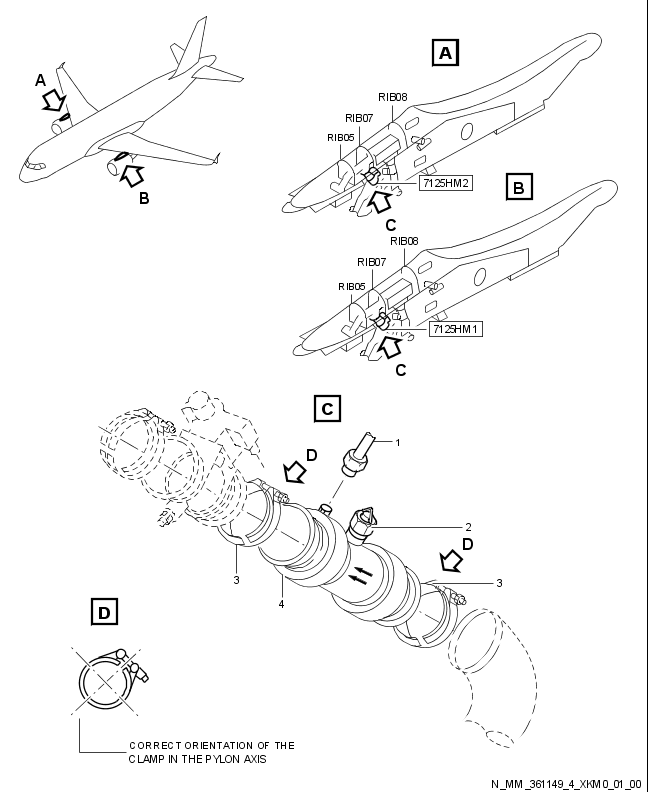 A
B
A
RIB08
RIB07
RIB05
7125HM2
C
B
RIB08
RIB07
RIB05
7125HM1
C
C
1
D
2
D
3
3
4
D
CORRECT ORIENTATION OF THE
CLAMP IN THE PYLON AXIS
N_MM_361149_4_XKM0_01_00